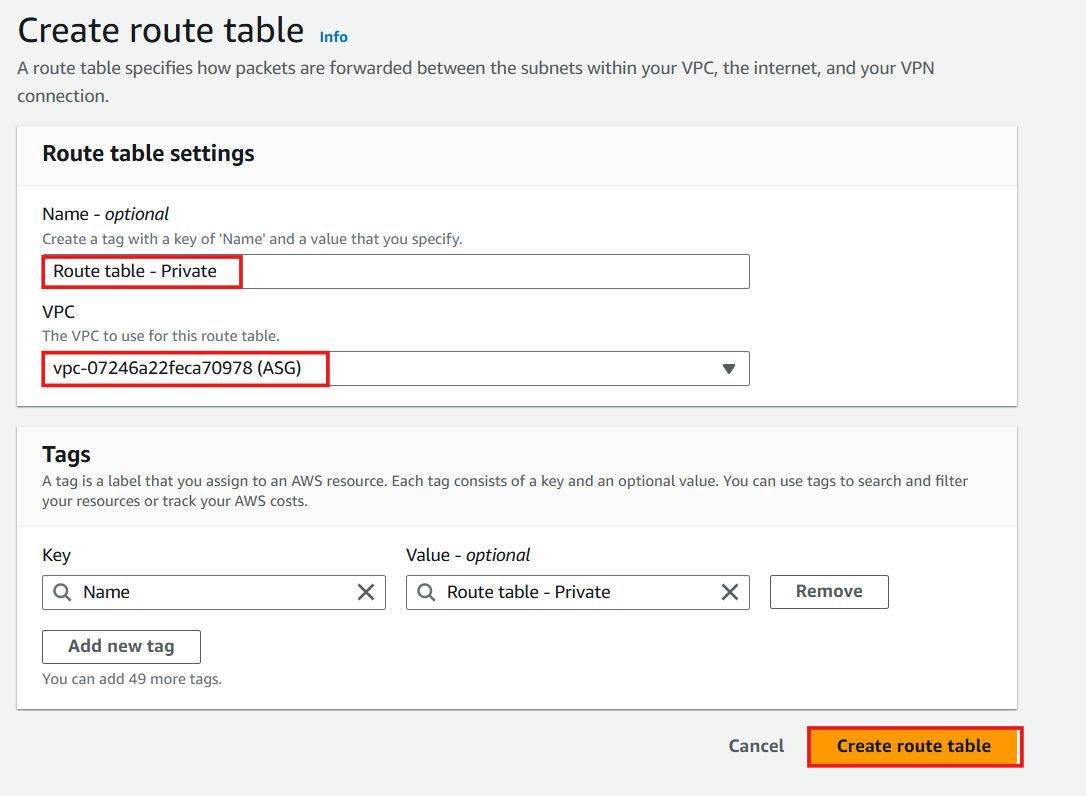 Create route table Info
A route table specifies how packets are forwarded between the subnets within your VPC, the internet, and your VPN
connection.
Route table settings
Name - optional
Create a tag with a key of 'Name' and a value that you specify.
Route table - Private
VPC
The VPC to use for this route table.
vpc-07246a22feca70978 (ASG)
Tags
A tag is a label that you assign to an AWS resource. Each tag consists of a key and an optional value. You can use tags to search and filter
your resources or track your AWS costs.
Key Value - optional
Name Route table - Private Remove
Add new tag
You can add 49 more tags.
Cancel Create route table